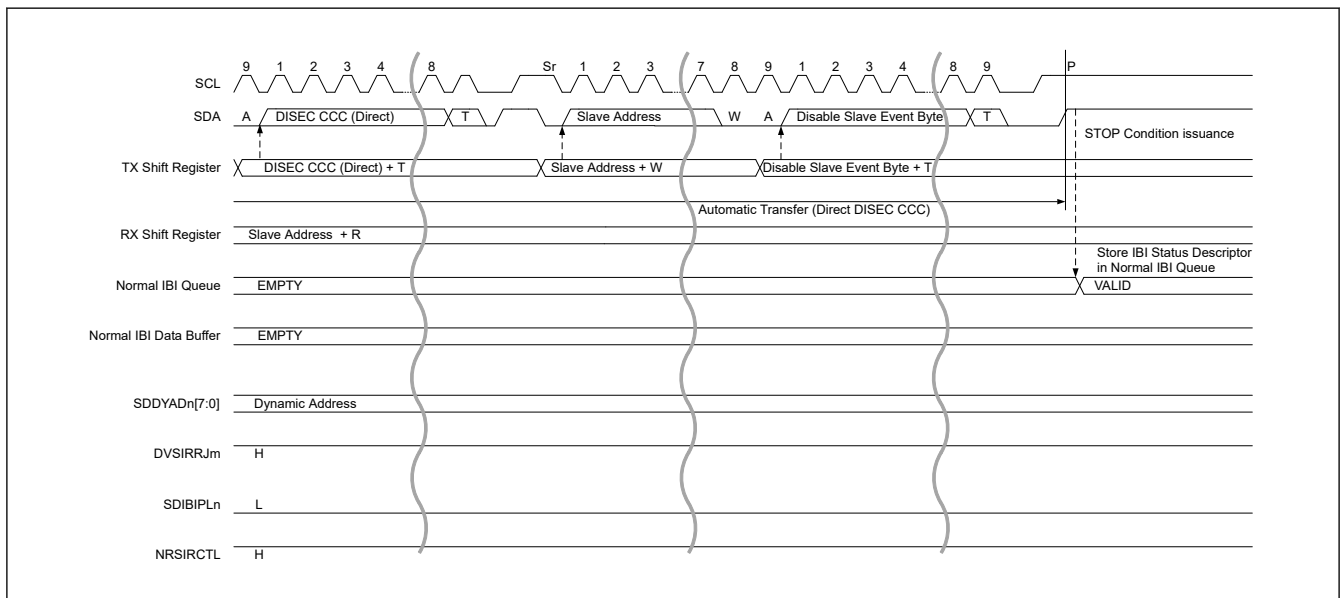 9 1 2 3 4 8 Sr 1 2 3 7 8 9 1 2 3 4 8 9 P
SCL
SDA A DISEC CCC (Direct) T Slave Address W A Disable Slave Event Byte T
STOP Condition issuance
TX Shift Register DISEC CCC (Direct) + T Slave Address + W Disable Slave Event Byte + T
Automatic Transfer (Direct DISEC CCC)
RX Shift Register Slave Address + R
Store IBI Status Descriptor
in Normal IBI Queue
Normal IBI Queue EMPTY VALID
Normal IBI Data Buffer EMPTY
SDDYADn[7:0] Dynamic Address
DVSIRRJm H
SDIBIPLn L
NRSIRCTL H